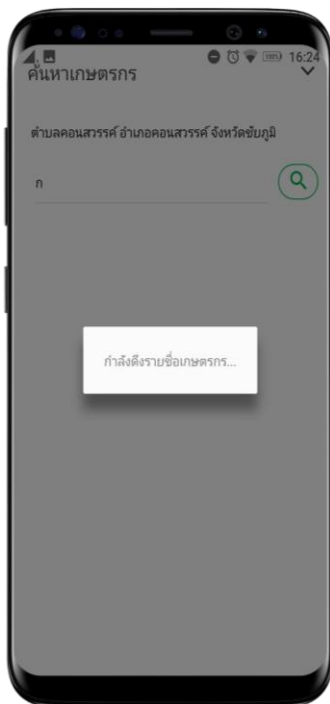 100%
16:24
ค้นหาเกษตรกร
ตำบลคอนสวรรค์ อำเภอคอนสวรรค์ จังหวัดชัยภูมิ
ก
กำลังดึงรายชื่อเกษตรกร...